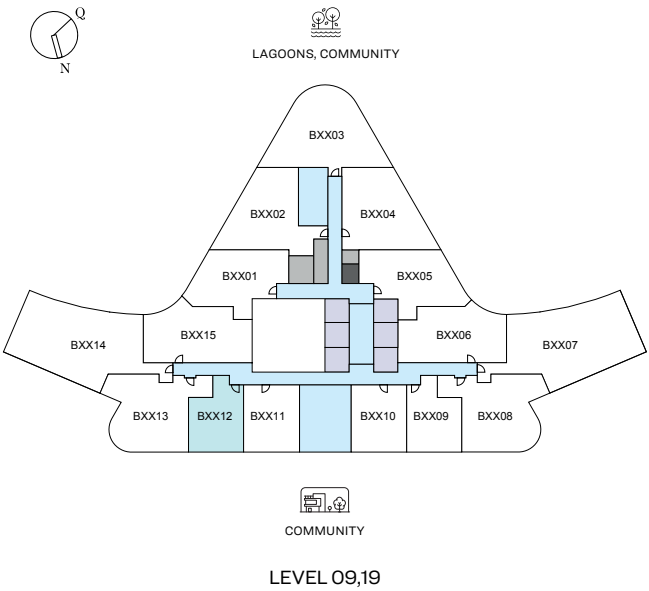 Q
N
LAGOONS, COMMUNITY
BXX03
BXX02
BXX04
BXX01
BXX05
BXX14
BXX15
BXX06
BXX07
BXX13
BXX12
BXX11
BXX10
BXX09
BXX08
COMMUNITY
LEVEL 09,19